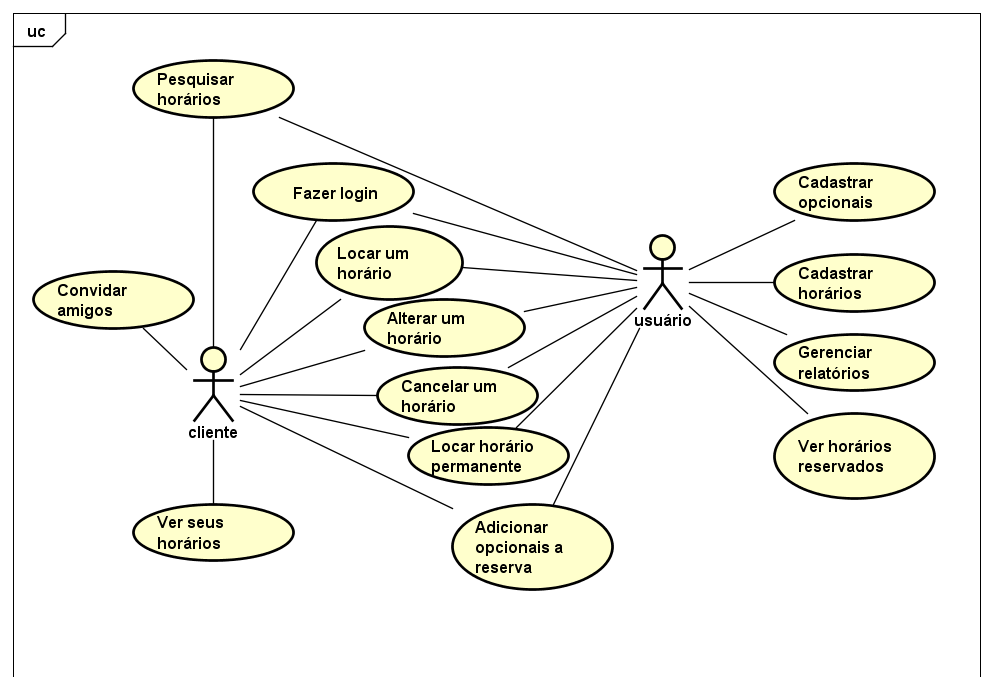 uc
Pesquisar
horários
Fazer login
Cadastrar
opcionais
Locar um
horário
Cadastrar
horários
Convidar
amigos
usuário
Alterar um
horário
Gerenciar
relatórios
Cancelar um
horário
cliente
Locar horário
permanente
Ver horários
reservados
Ver seus
horários
Adicionar
opcionais a
reserva